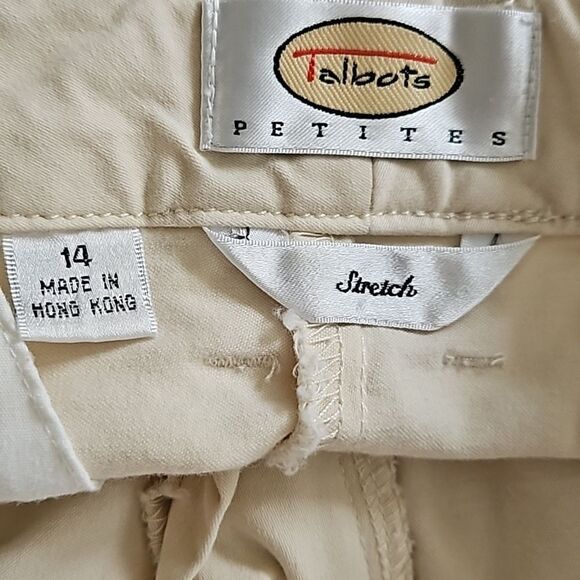 Talbots
PETITES
14
MADE IN
HONG KONG
Stretch